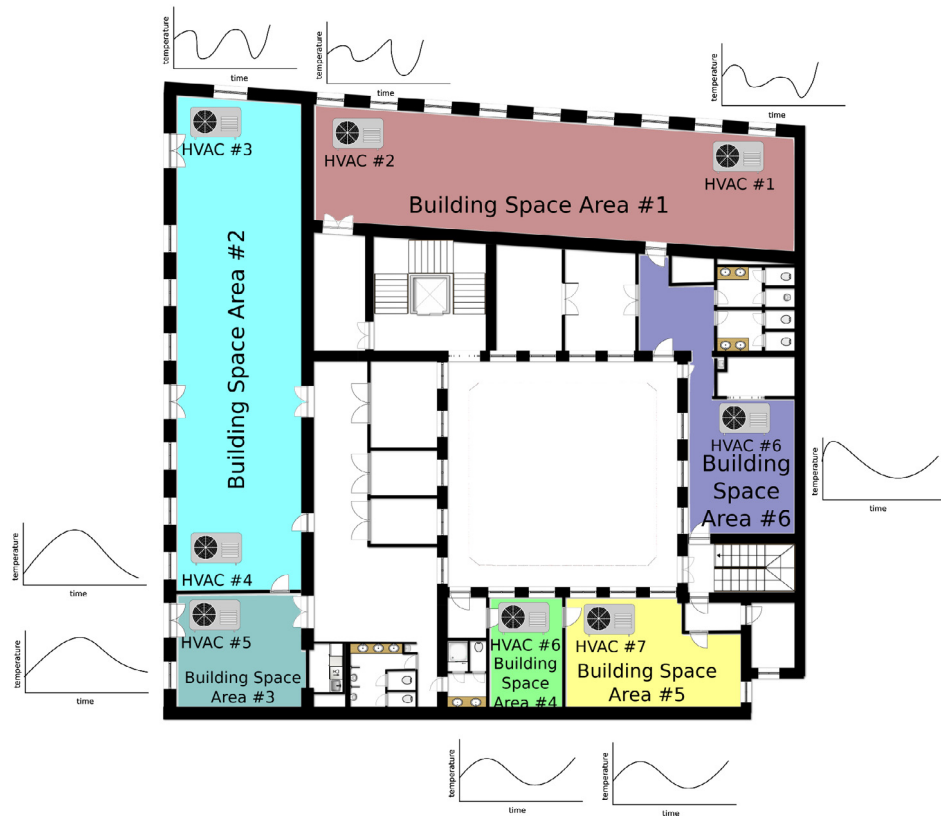 temperature
time
temperature
time
temperature
time
HVAC #3
HVAC #2
HVAC #1
Building Space Area #1
Building Space Area #2
HVAC #6
Building
Space
Area #6
temperature
time
HVAC #4
temperature
time
HVAC #5
Building Space
Area #3
temperature
time
HVAC #6
Building
Space
Area #4
HVAC #7
Building Space
Area #5
temperature
time
temperature
time